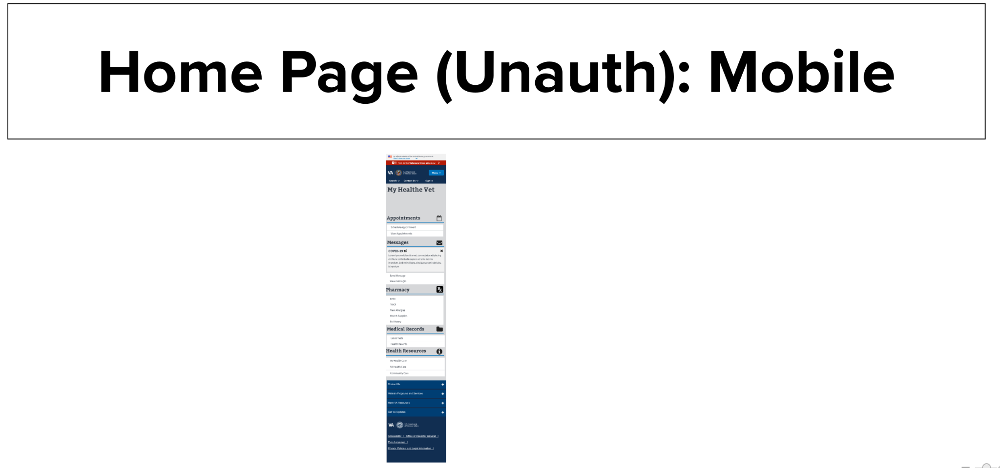 Home Page (Unauth): Mobile
An official website of the United States government.
Here's how you know
Talk to the Veterans Crisis Line now
VA
U.S. Department
of Veterans Affairs
Menu
Search
Contact Us
Sign In
My Healthe Vet
Appointments
Schedule Appointment
View Appointments
Messages
COVID-19
Lorem ipsum dolor sit amet, consectetur adipiscing
elit Nunc sollicitudin sapien vel ante lacinia
interdum. Sed enim libero, tincidunt eu mi ultricies,
bibendum
Send Message
View messages
Pharmacy
Rx
Refill
Track
View Allergies
Health Supplies
Rx History
Medical Records
Lab & Tests
Health Records
Health Resources
My Health Care
VA Health Care
Community Care
Contact Us
Veteran Programs and Services
More VA Resources
Get VA Updates
VA
U.S. Department
of Veterans Affairs
Accessibility | Office of Inspector General |
Plain Language |
Privacy, Policies, and Legal Information |